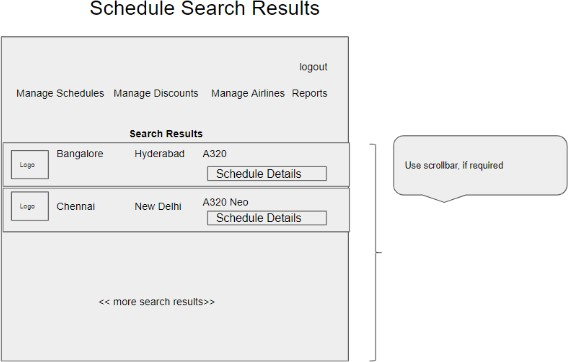 Schedule Search Results
logout
Manage Schedules Manage Discounts Manage Airlines Reports
Search Results
Logo Bangalore Hyderabad A320
Schedule Details
Logo Chennai New Delhi A320 Neo
Schedule Details
<< more search results>>
Use scrollbar, if required